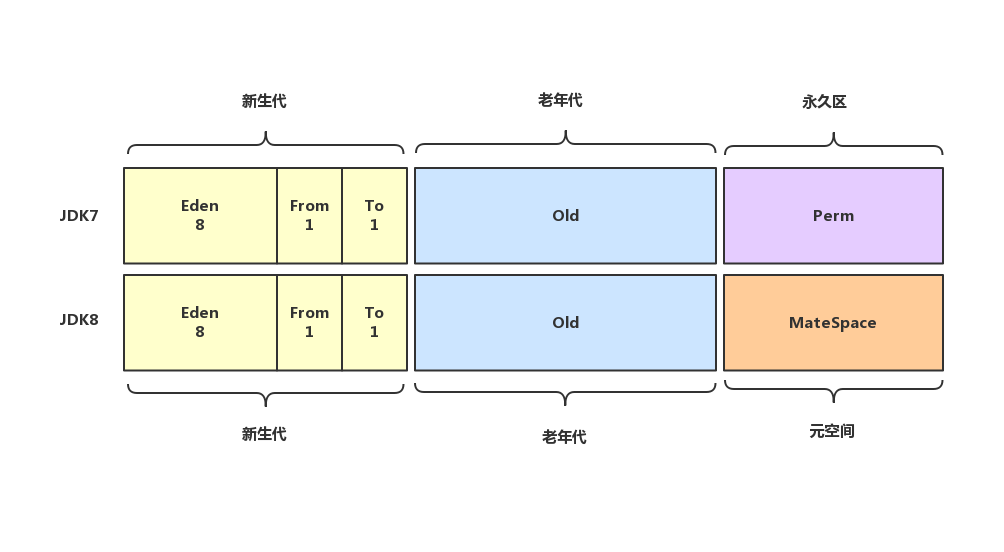 新生代
老年代
永久区
JDK7
Eden
8
From
1
To
1
Old
Perm
JDK8
Eden
8
From
1
To
1
Old
MateSpace
新生代
老年代
元空间